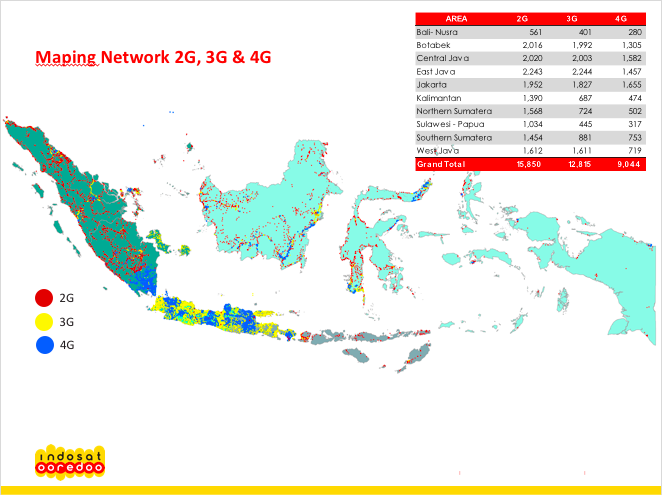 AREA 2G 3G 4G
Bali- Nusra 561 401 280
Botabek 2,016 1,992 1,305
Central Java 2,020 2,003 1,582
East Java 2,243 2,244 1,457
Jakarta 1,952 1,827 1,655
Kalimantan 1,390 687 474
Northern Sumatera 1,568 724 502
Sulawesi - Papua 1,034 445 317
Southern Sumatera 1,454 881 753
West Java 1,612 1,611 719
Grand Total 15,850 12,815 9,044
Maping Network 2G, 3G & 4G
2G
3G
4G
indosat
ooredoo